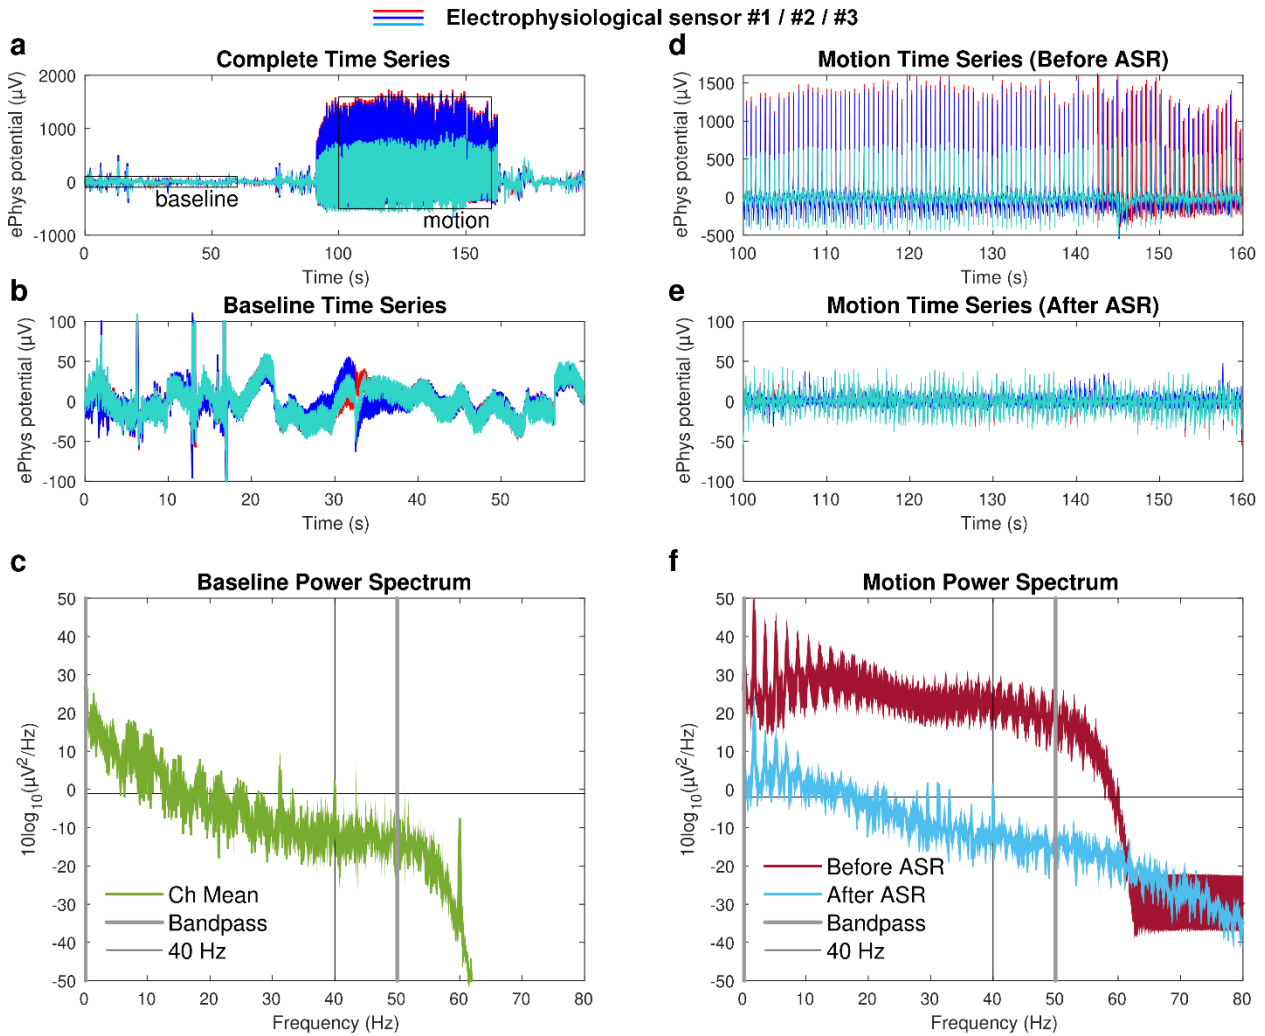 Electrophysiological sensor #1 / #2 / #3
a
Complete Time Series
ePhys potential (µV)
2000
1000
0
-1000
baseline
motion
0
50
100
150
Time (s)
b
Baseline Time Series
ePhys potential (µV)
100
50
0
-50
-100
0
10
20
30
40
50
Time (s)
c
Baseline Power Spectrum
10log10(µV²/Hz)
50
40
30
20
10
0
-10
-20
-30
-40
-50
Ch Mean
Bandpass
40 Hz
0
10
20
30
40
50
60
70
80
Frequency (Hz)
d
Motion Time Series (Before ASR)
ePhys potential (µV)
1500
1000
500
0
-500
100
110
120
130
140
150
160
Time (s)
e
Motion Time Series (After ASR)
ePhys potential (µV)
100
50
0
-50
-100
100
110
120
130
140
150
160
Time (s)
f
Motion Power Spectrum
10log10(µV²/Hz)
50
40
30
20
10
0
-10
-20
-30
-40
-50
Before ASR
After ASR
Bandpass
40 Hz
0
10
20
30
40
50
60
70
80
Frequency (Hz)